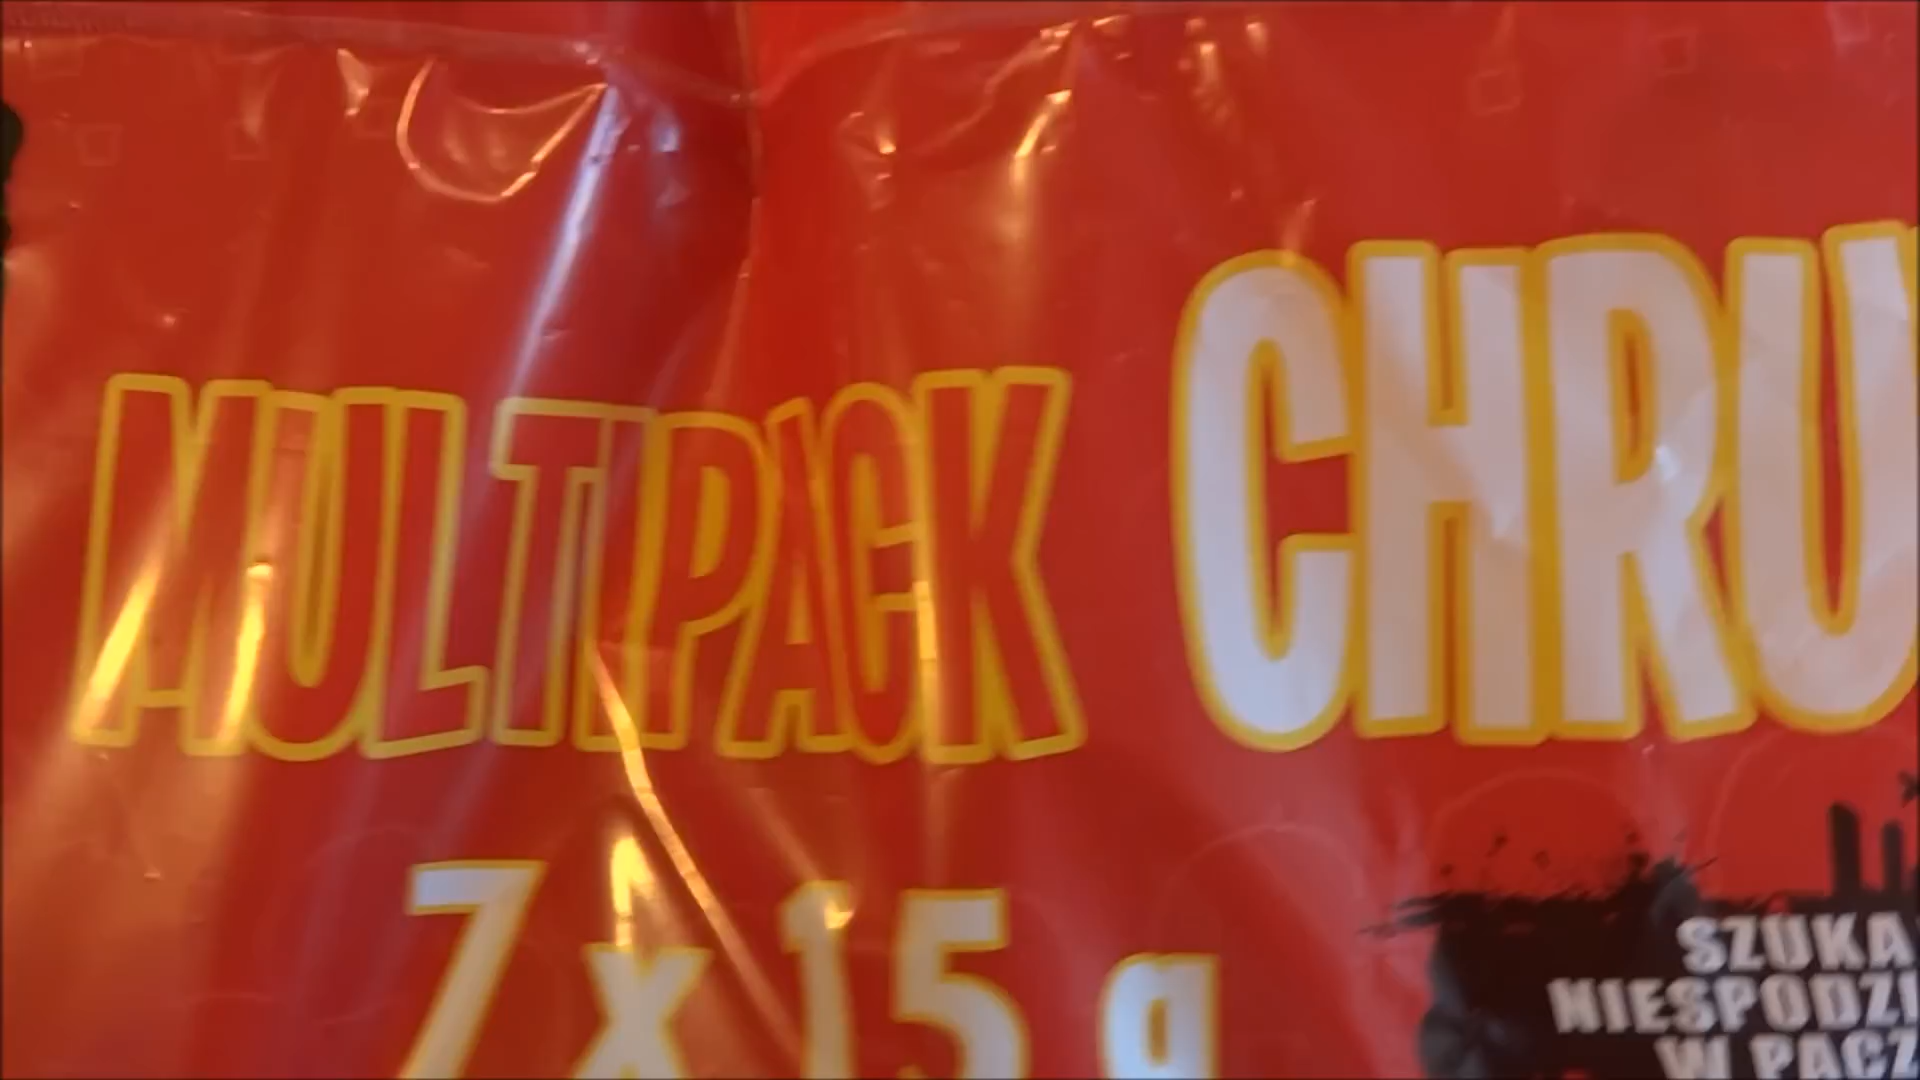 MULTIPACK CHRU
7 x 15 g
SZUKA
NIESPODZI
W PACZ